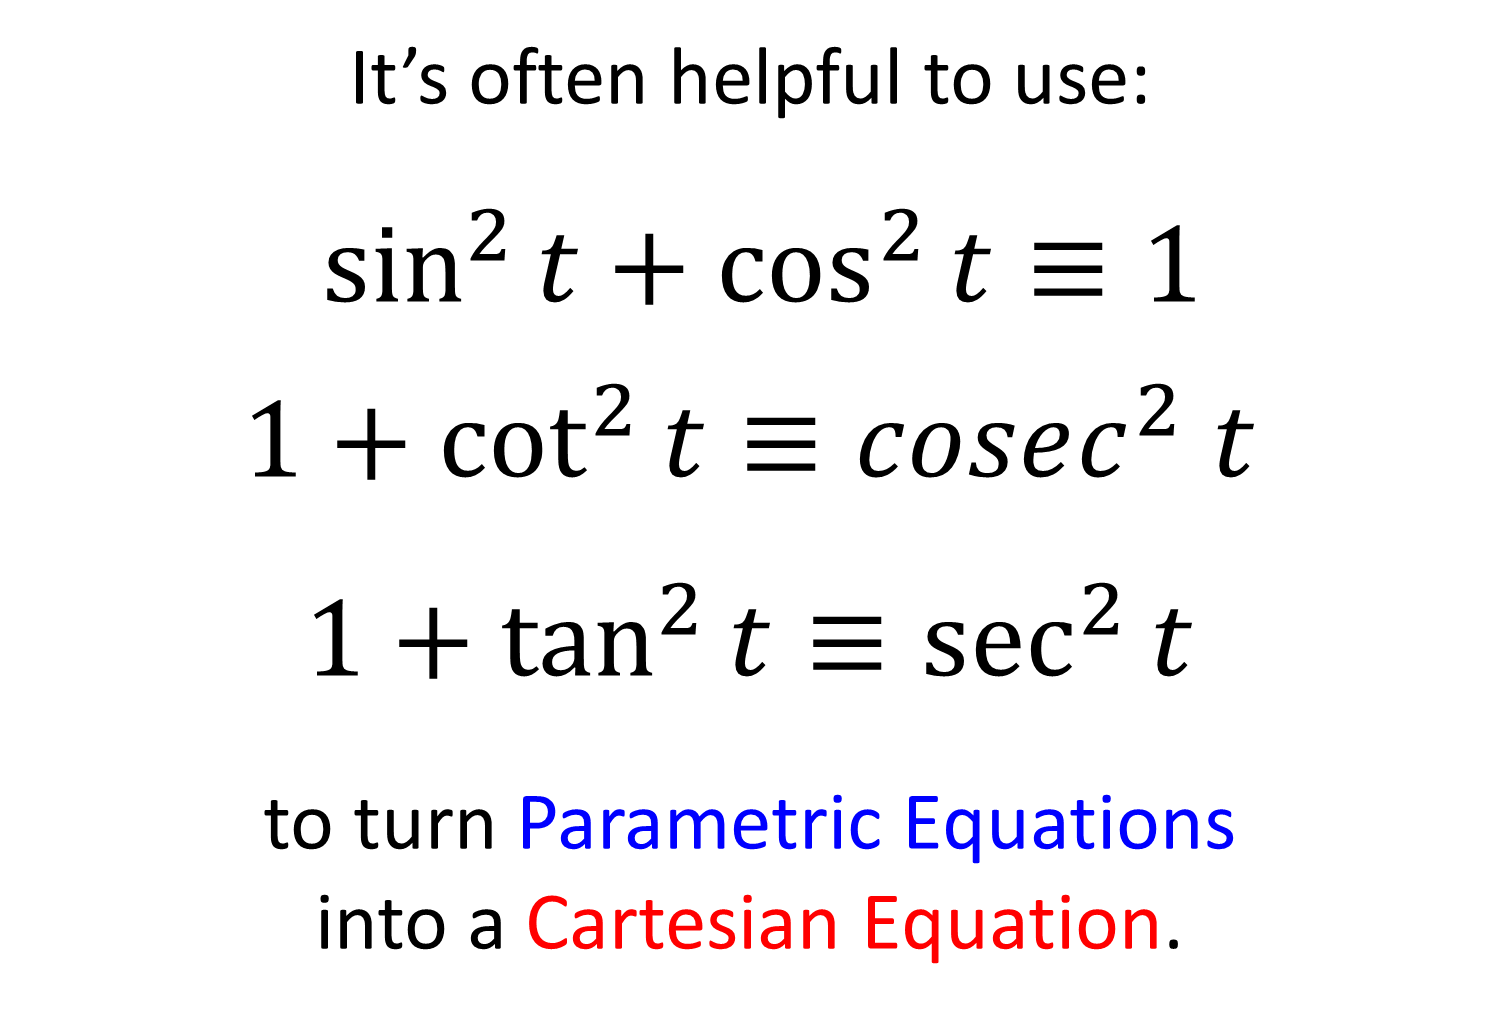 It’s often helpful to use:
sin² t + cos² t ≡ 1
1 + cot² t ≡ cosec² t
1 + tan² t ≡ sec² t
to turn Parametric Equations
into a Cartesian Equation.